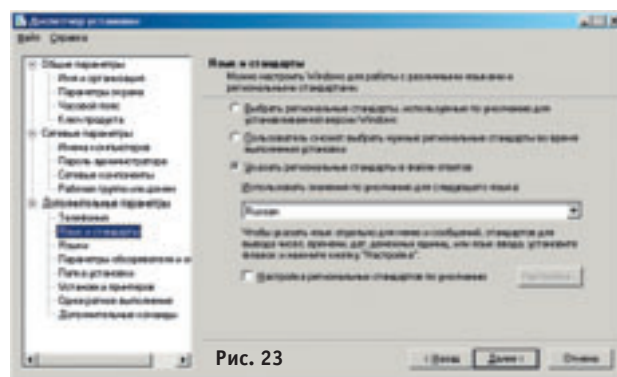 Диспетчер установки
Файл Справка
Общие параметры
Имя и организация
Параметры экрана
Часовой пояс
Ключ продукта
Сетевые параметры
Имена компьютеров
Пароль администратора
Сетевые компоненты
Рабочая группа или домен
Дополнительные параметры
Телефония
Язык и стандарты
Языки
Параметры обозревателя и
Папка установки
Установка принтеров
Однократное выполнение
Дополнительные команды
Язык и стандарты
Можно настроить Windows для работы с различными языками и
региональными стандартами.
Выбрать региональные стандарты, используемые по умолчанию для
устанавливаемой версии Windows
Пользователь сможет выбрать нужные региональные стандарты во время
выполнения установки
Указать региональные стандарты в файле ответов
Использовать значения по умолчанию для следующего языка:
Russian
Чтобы указать язык отдельно для меню и сообщений, стандартов для
вывода чисел, времени, дат, денежных единиц, или язык ввода, установите
флажок и нажмите кнопку "Настройка".
Настройка региональных стандартов по умолчанию
Настройка...
< Назад
Далее >
Отмена
Рис. 23